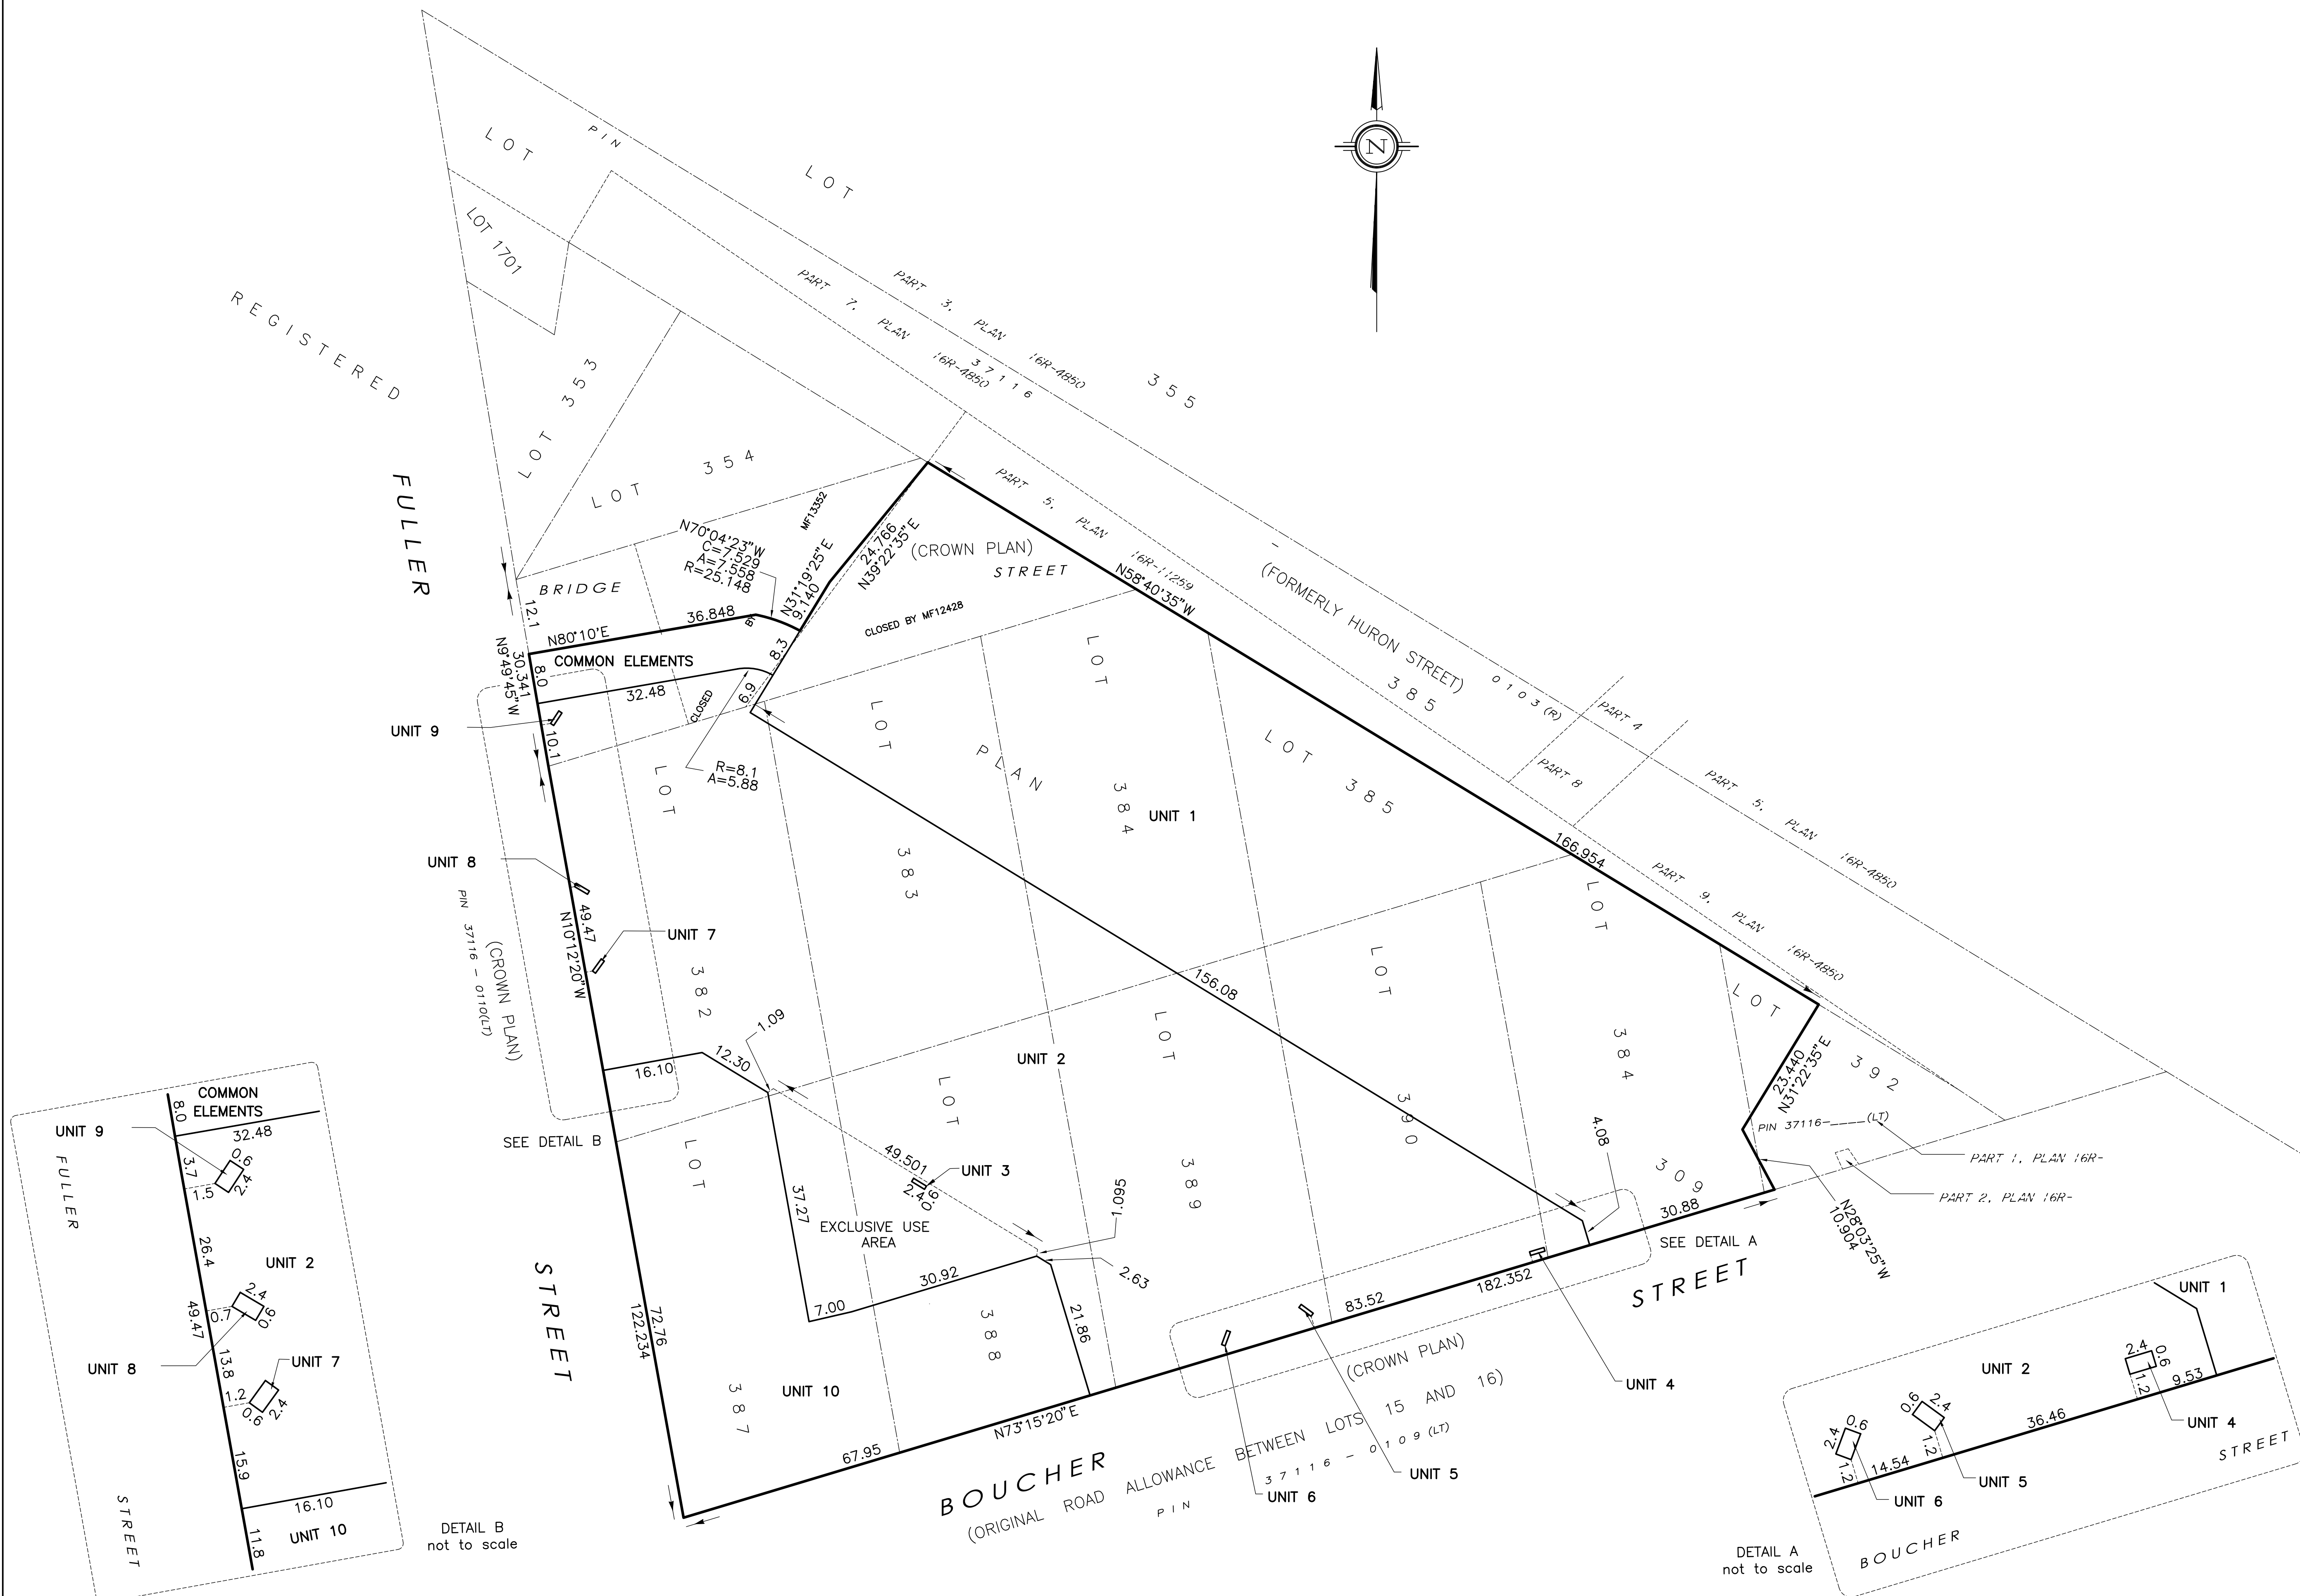 N
LOT
PIN
LOT
LOT 1701
REGISTERED
PART 3, PLAN 16R-4850
PART 7, PLAN 16R-4850
37116
355
LOT 353
LOT 354
FULLER
MF13352
N70°04'23"W
C=7.529
A=7.558
R=25.148
N31°19'25"E
9.140
24.766
N39°22'35"E
(CROWN PLAN)
STREET
PART 5, PLAN 16R-11259
N58°40'35"W
-
(FORMERLY HURON STREET)
0103 (R)
385
BRIDGE
12.1
36.848
BY
N80°10'E
CLOSED BY MF12428
30.341
N9°49'45"W
8.0
COMMON ELEMENTS
8.3
32.48
CLOSED
6.9
UNIT 9
10.1
R=8.1
A=5.88
LOT
LOT
LOT
LOT 385
PLAN
384
UNIT 1
PART 4
PART 8
PART 5, PLAN 16R-4850
166.954
PART 9, PLAN 16R-4850
UNIT 8
383
49.47
N10°12'20"W
UNIT 7
PIN 37116 - 0110(LT)
(CROWN PLAN)
382
156.08
LOT
LOT
LOT
392
23.440
N31°22'35"E
1.09
12.30
16.10
UNIT 2
LOT
LOT
390
384
4.08
PIN 37116-____(LT)
PART 1, PLAN 16R-
PART 2, PLAN 16R-
SEE DETAIL B
LOT
49.501
UNIT 3
2.4
0.6
389
309
37.27
EXCLUSIVE USE
AREA
1.095
30.88
SEE DETAIL A
N28°03'25"W
10.904
30.92
2.63
7.00
STREET
72.76
122.234
388
21.86
83.52
182.352
STREET
387
UNIT 10
(CROWN PLAN)
UNIT 4
67.95
N73°15'20"E
BOUCHER
(ORIGINAL ROAD ALLOWANCE BETWEEN LOTS 15 AND 16)
PIN 37116 - 0109 (LT)
UNIT 5
UNIT 6
COMMON
ELEMENTS
8.0
UNIT 9
32.48
FULLER
3.7
0.6
1.5
2.4
26.4
UNIT 2
2.4
49.47
0.7
0.6
UNIT 8
13.8
UNIT 7
1.2
0.6
2.4
15.9
STREET
16.10
11.8
UNIT 10
DETAIL B
not to scale
UNIT 1
UNIT 2
2.4
0.6
1.2
9.53
UNIT 4
0.6
2.4
36.46
2.4
0.6
1.2
STREET
14.54
1.2
UNIT 5
UNIT 6
BOUCHER
DETAIL A
not to scale